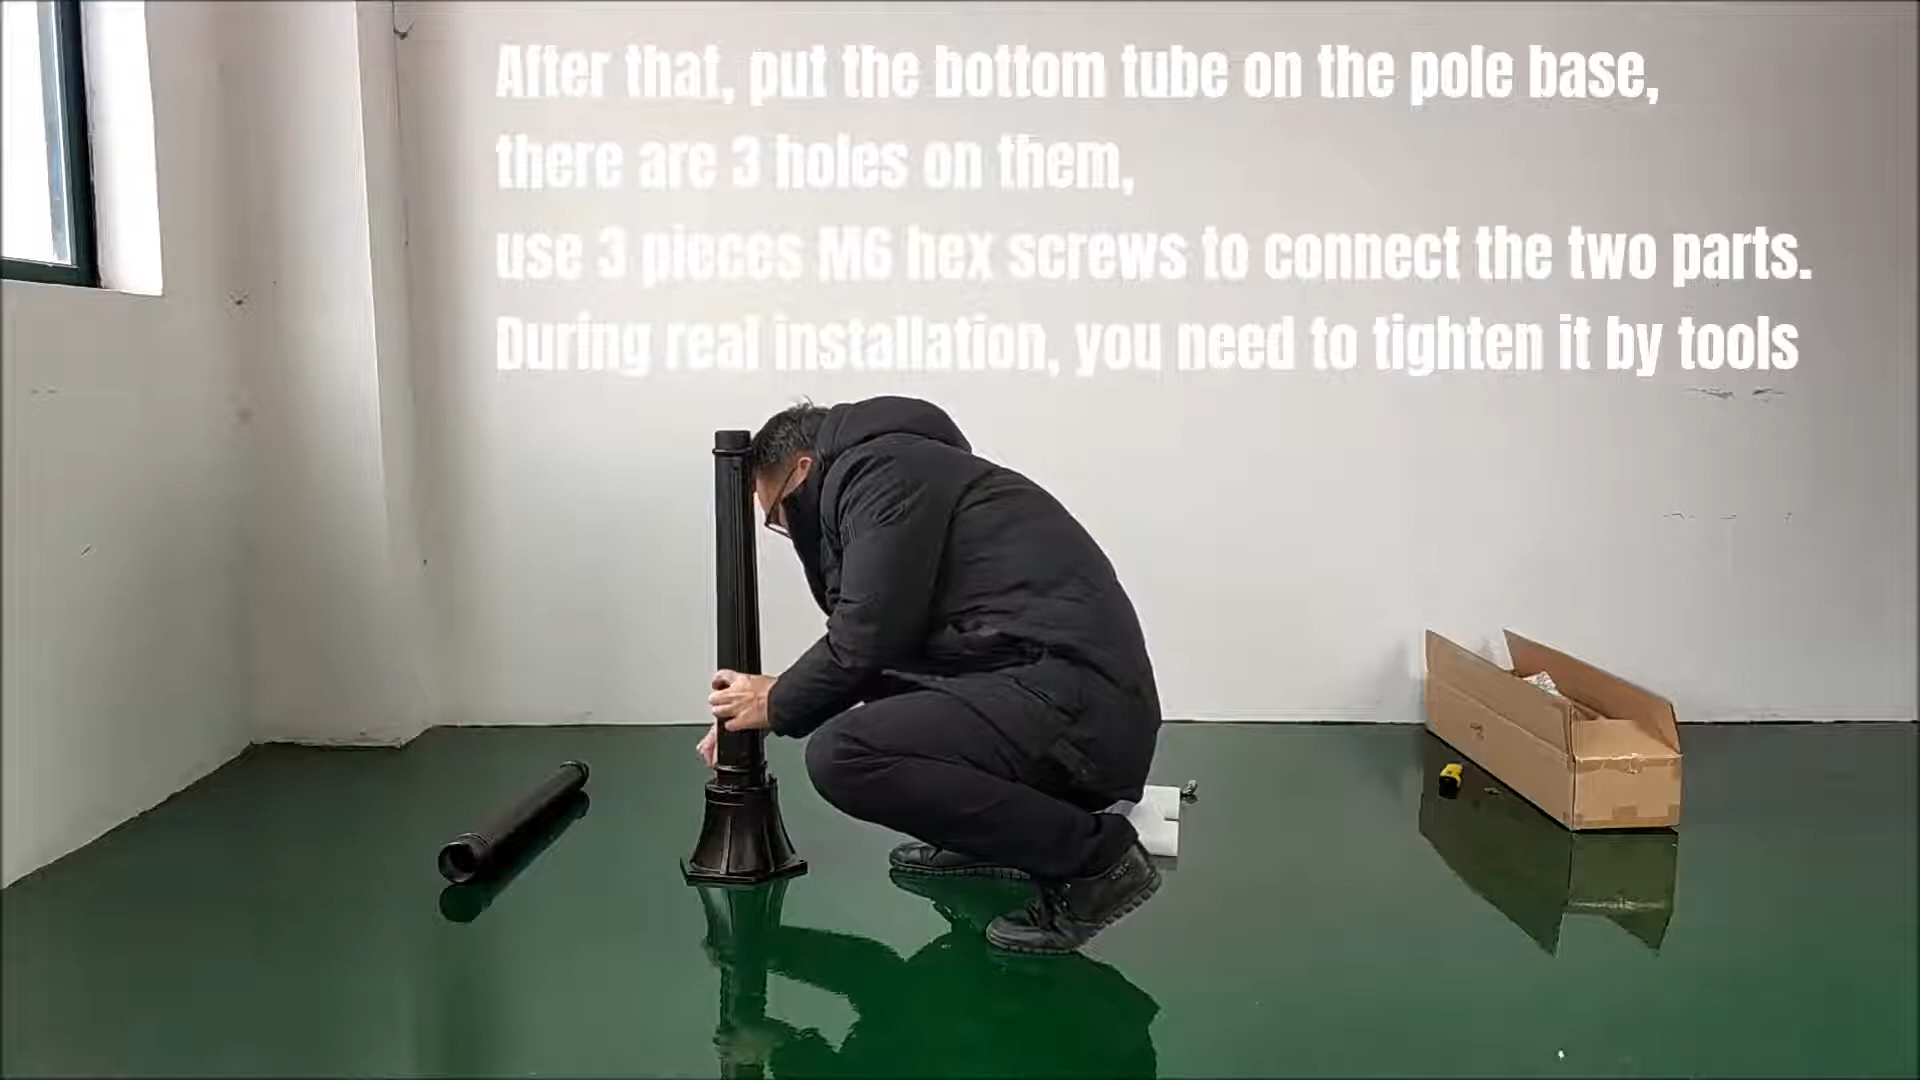 After that, put the bottom tube on the pole base,
there are 3 holes on them,
use 3 pieces M6 hex screws to connect the two parts.
During real installation, you need to tighten it by tools